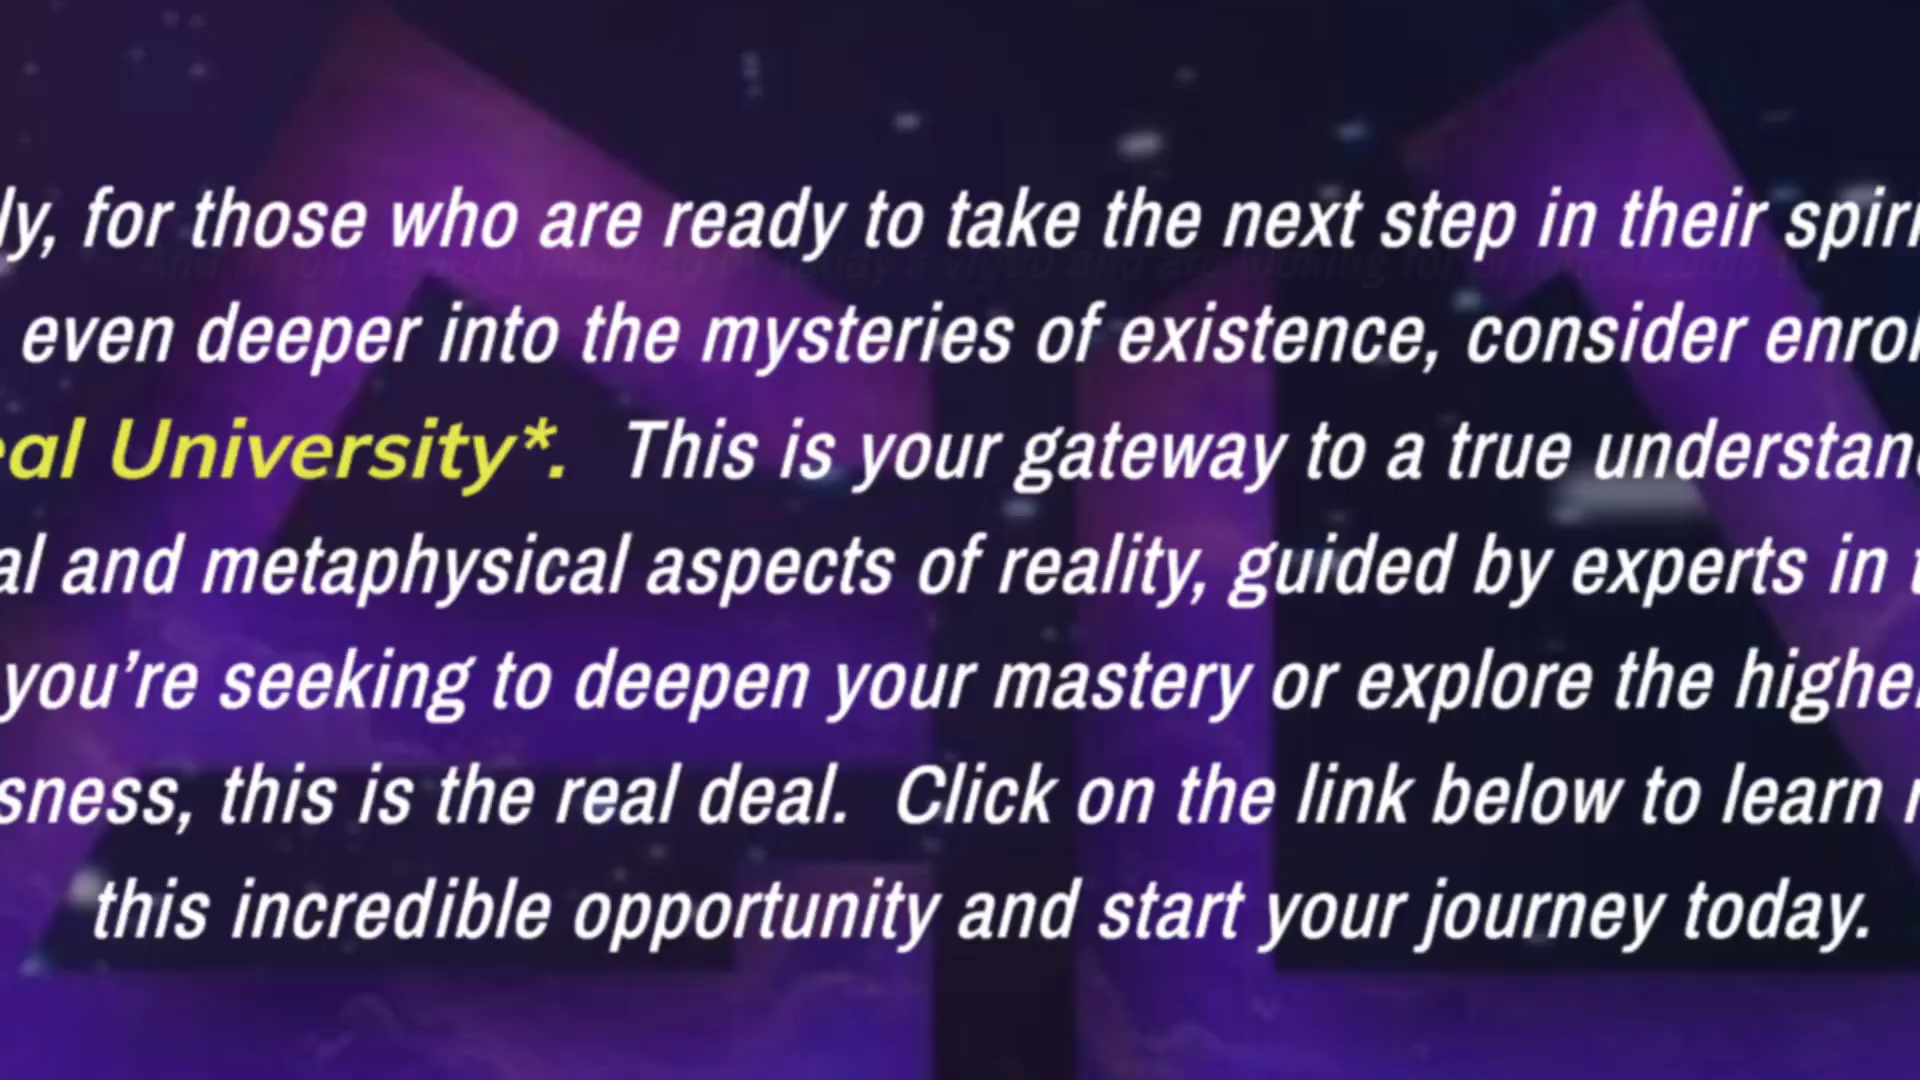 ly, for those who are ready to take the next step in their spiri
even deeper into the mysteries of existence, consider enrol
eal University*. This is your gateway to a true understan
al and metaphysical aspects of reality, guided by experts in t
you’re seeking to deepen your mastery or explore the higher
sness, this is the real deal. Click on the link below to learn
this incredible opportunity and start your journey today.